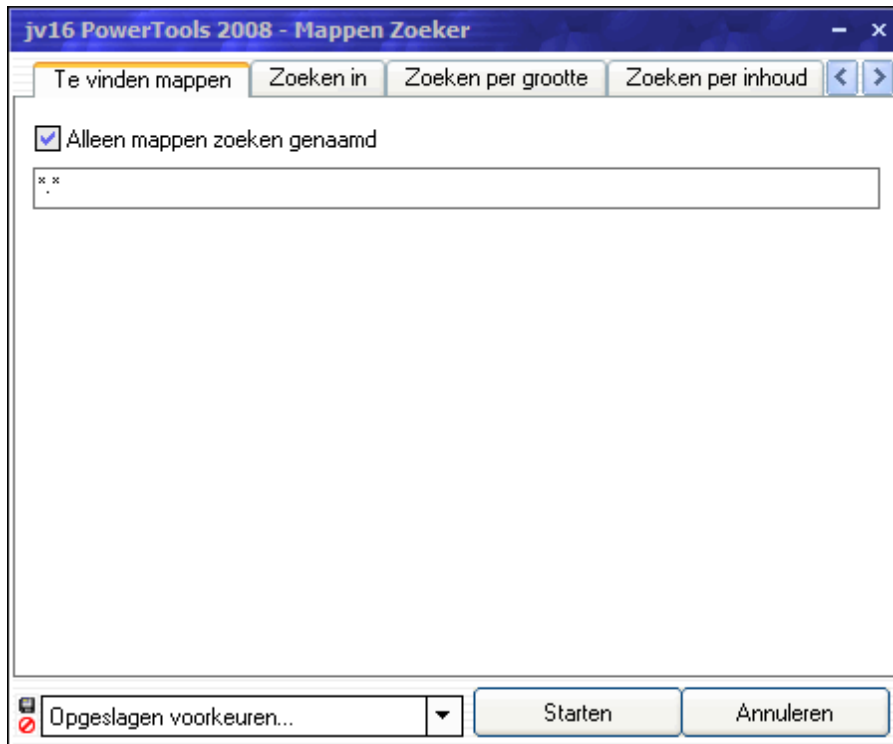 jv16 PowerTools 2008 - Mappen Zoeker
Te vinden mappen
Zoeken in
Zoeken per grootte
Zoeken per inhoud
Alleen mappen zoeken genaamd
*.*
Opgeslagen voorkeuren...
Starten
Annuleren